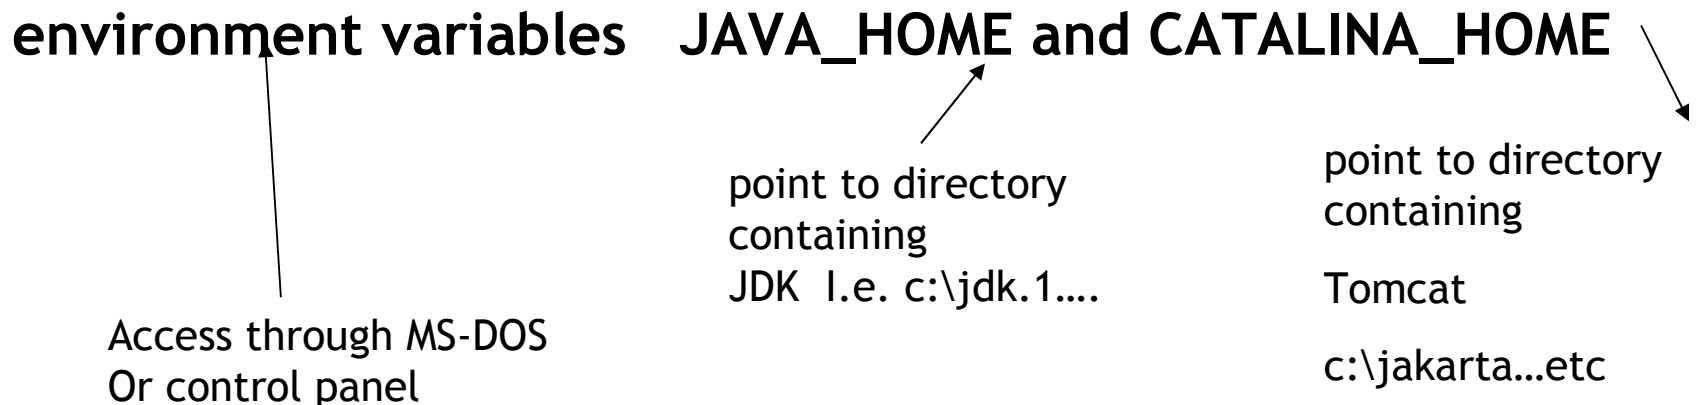 environment variables JAVA_HOME and CATALINA_HOME
Access through MS-DOS
Or control panel
point to directory
containing
JDK I.e. c:\jdk.1….
point to directory
containing
Tomcat
c:\jakarta…etc